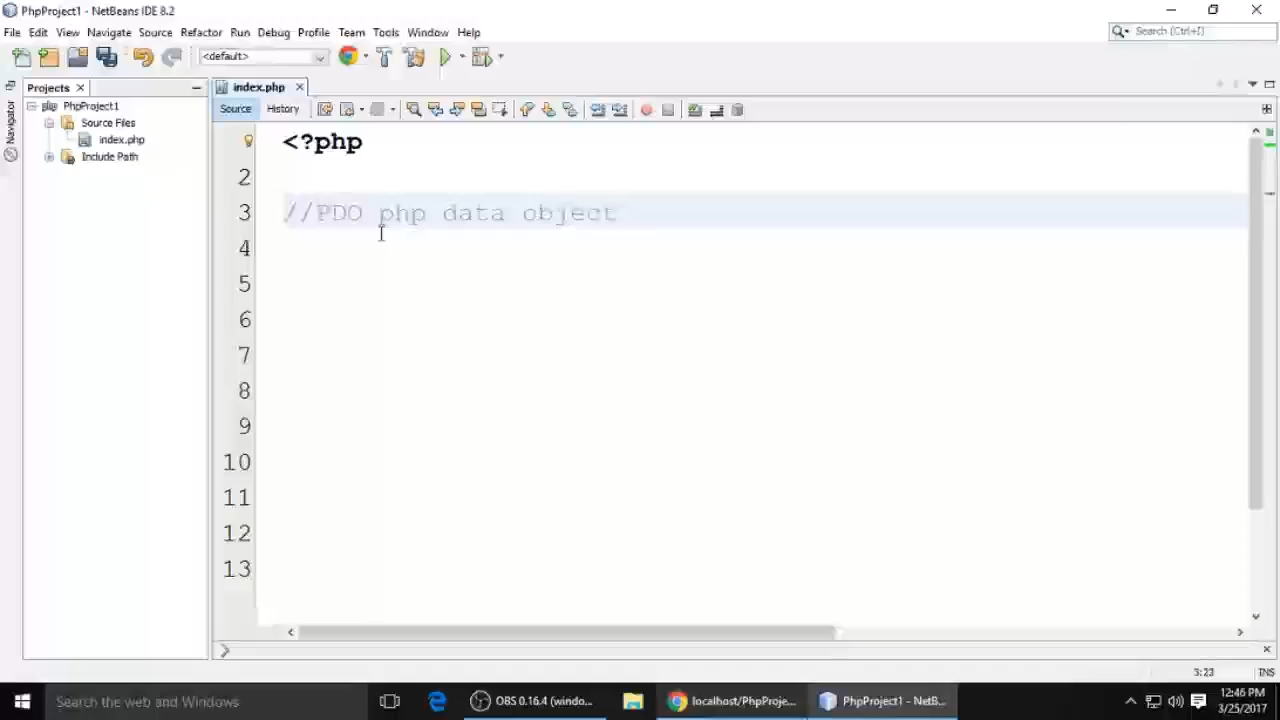 PhpProject1 - NetBeans IDE 8.2
File Edit View Navigate Source Refactor Run Debug Profile Team Tools Window Help
Search (Ctrl+I)
<default>
Projects
index.php
Navigator
PhpProject1
Source Files
index.php
Include Path
Source History
<?php
2
3 //PDO php data object
4
5
6
7
8
9
10
11
12
13
3:23 INS
Search the web and Windows
OBS 0.16.4 (windo...
localhost/PhpProje...
PhpProject1 - NetB...
12:46 PM
3/25/2017